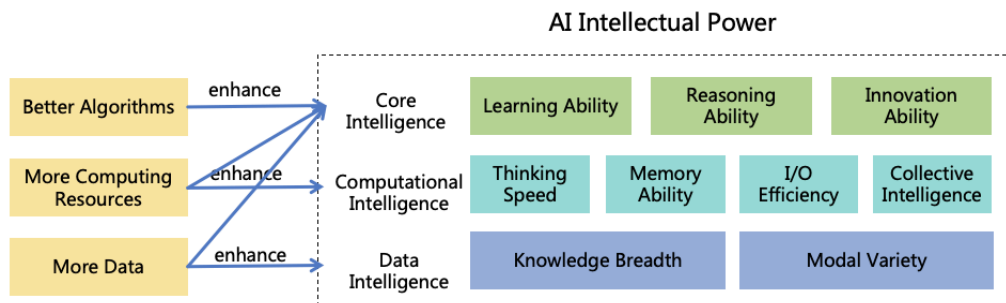 AI Intellectual Power
Better Algorithms
enhance
Core
Intelligence
Learning Ability
Reasoning
Ability
Innovation
Ability
More Computing
Resources
enhance
Computational
Intelligence
Thinking
Speed
Memory
Ability
I/O
Efficiency
Collective
Intelligence
More Data
enhance
Data
Intelligence
Knowledge Breadth
Modal Variety